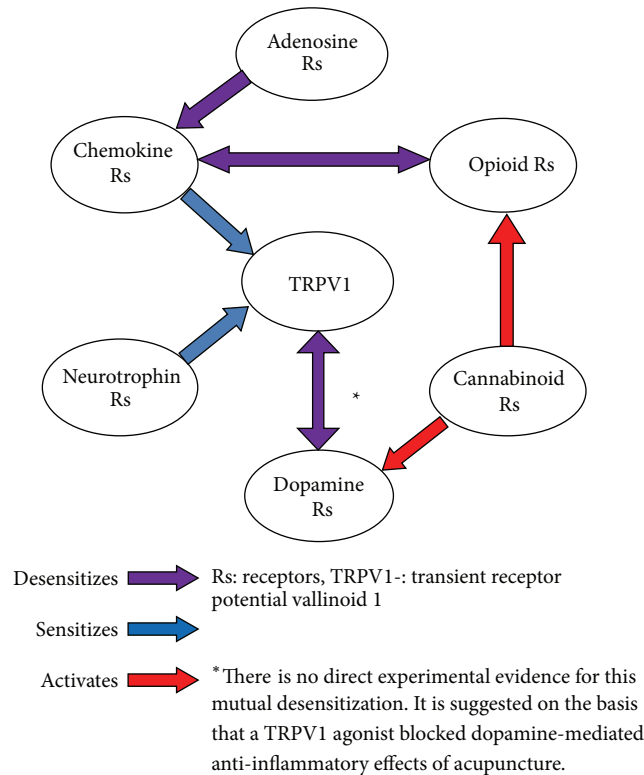 Adenosine
Rs
Chemokine
Rs
Opioid Rs
TRPV1
Neurotrophin
Rs
Cannabinoid
Rs
*
Dopamine
Rs
Desensitizes
Rs: receptors, TRPV1-: transient receptor
potential vallinoid 1
Sensitizes
Activates
*There is no direct experimental evidence for this
mutual desensitization. It is suggested on the basis
that a TRPV1 agonist blocked dopamine-mediated
anti-inflammatory effects of acupuncture.